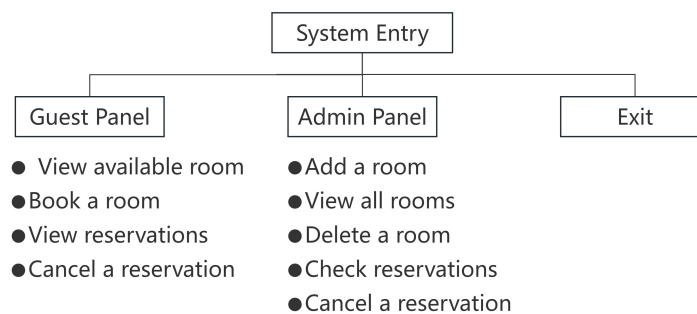 System Entry
Guest Panel
Admin Panel
Exit
● View available room
● Book a room
● View reservations
● Cancel a reservation
● Add a room
● View all rooms
● Delete a room
● Check reservations
● Cancel a reservation